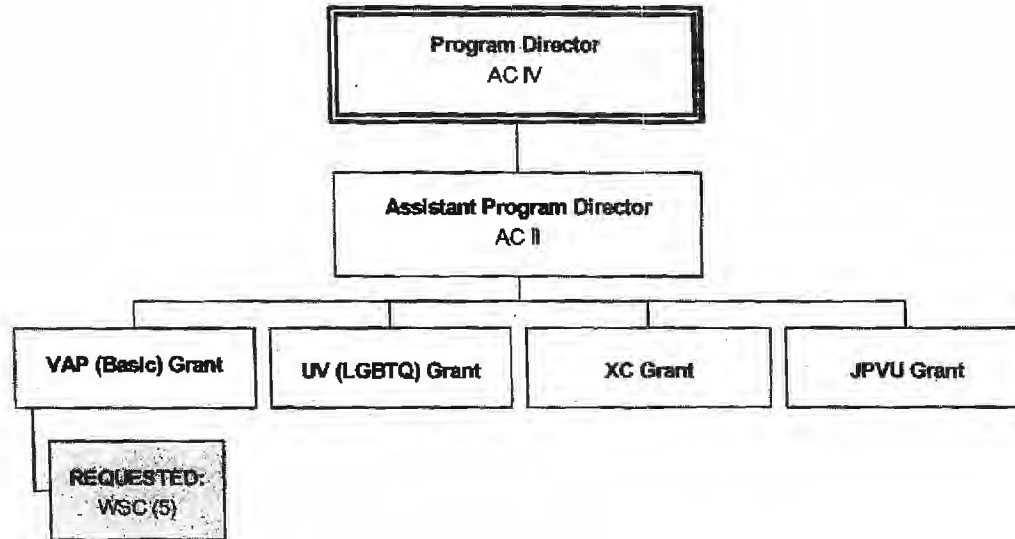 Program Director
AC IV
Assistant Program Director
AC II
VAP (Basic) Grant
UV (LGBTQ) Grant
XC Grant
JPVU Grant
REQUESTED:
WSC (5)